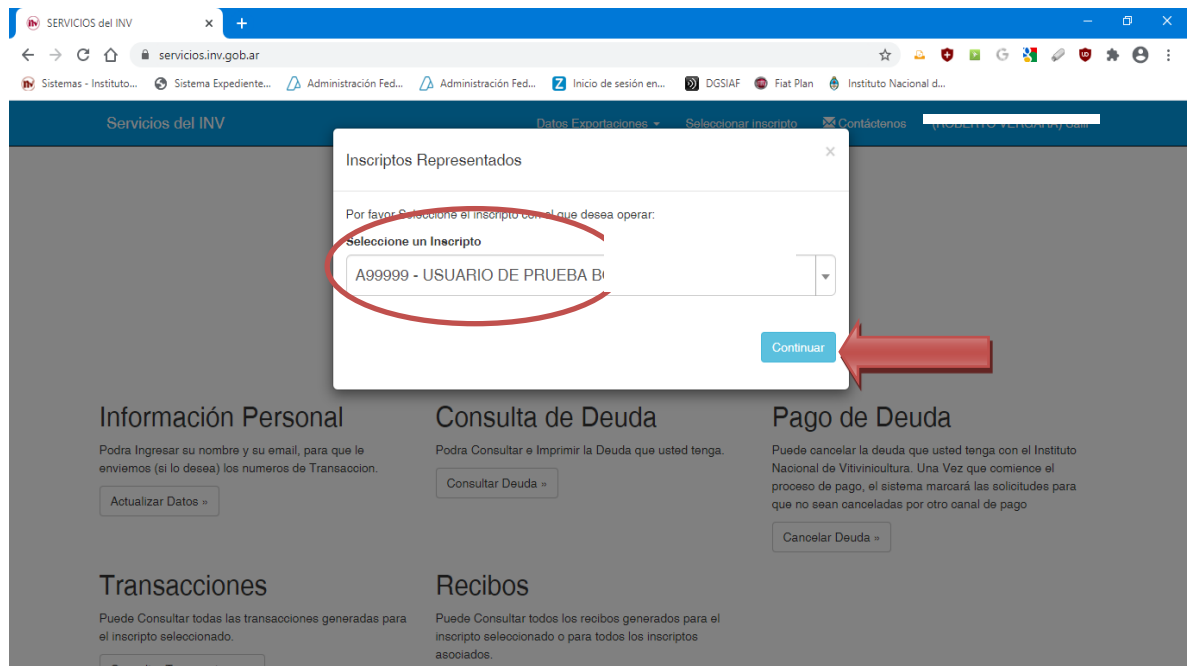 SERVICIOS del INV
servicios.inv.gob.ar
Sistemas - Instituto...
Sistema Expediente...
Administración Fed...
Administración Fed...
Inicio de sesión en...
DGSIAF
Fiat Plan
Instituto Nacional d...
Servicios del INV
Datos Exportaciones
Seleccionar inscripto
Contáctenos
Inscriptos Representados
×
Por favor Seleccione el inscripto con el que desea operar:
Seleccione un Inscripto
A99999 - USUARIO DE PRUEBA
Continuar
Información Personal
Podra Ingresar su nombre y su email, para que le
enviemos (si lo desea) los numeros de Transaccion.
Actualizar Datos »
Consulta de Deuda
Podra Consultar e Imprimir la Deuda que usted tenga.
Consultar Deuda »
Pago de Deuda
Puede cancelar la deuda que usted tenga con el Instituto
Nacional de Vitivinicultura. Una Vez que comience el
proceso de pago, el sistema marcará las solicitudes para
que no sean canceladas por otro canal de pago
Cancelar Deuda »
Transacciones
Puede Consultar todas las transacciones generadas para
el inscripto seleccionado.
Recibos
Puede Consultar todos los recibos generados para el
inscripto seleccionado o para todos los inscriptos
asociados.